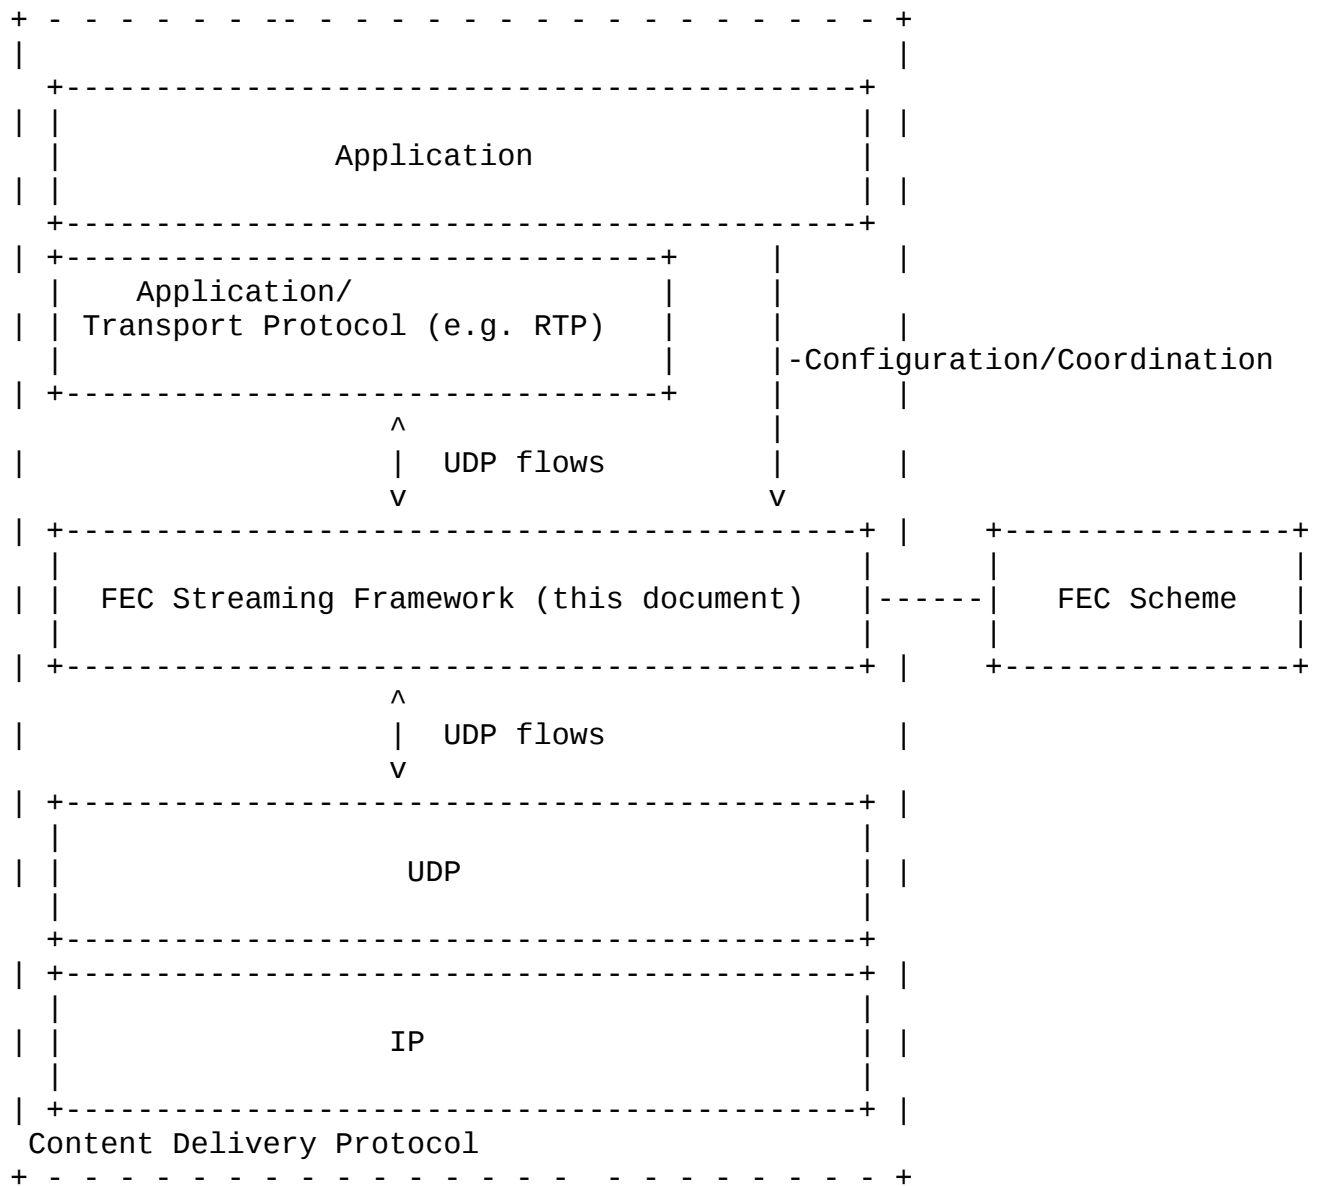 Application
Application/
Transport Protocol (e.g. RTP)
-Configuration/Coordination
UDP flows
FEC Streaming Framework (this document)
FEC Scheme
UDP flows
UDP
IP
Content Delivery Protocol